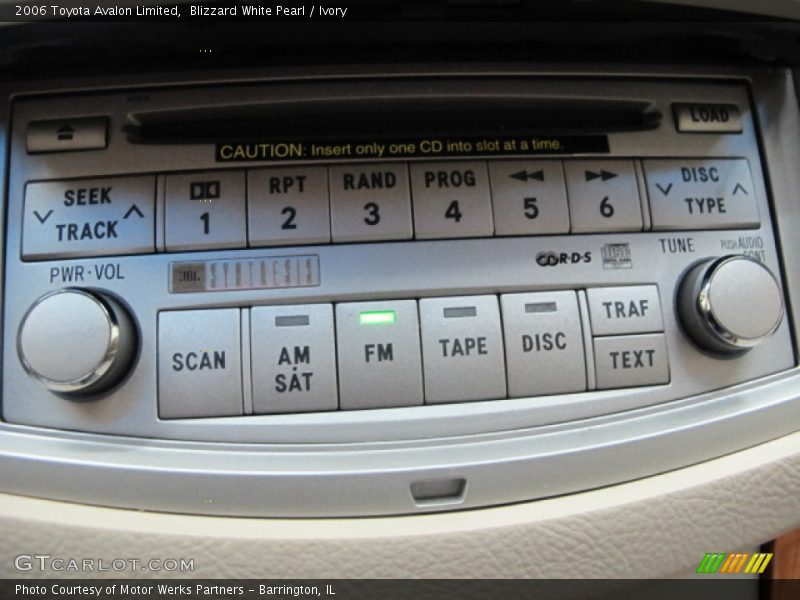 2006 Toyota Avalon Limited, Blizzard White Pearl / Ivory
LOAD
CAUTION: Insert only one CD into slot at a time.
SEEK
TRACK
1
RPT
2
RAND
3
PROG
4
5
6
DISC
TYPE
PWR·VOL
JBL SYNTHESIS
R·D·S
TUNE
PUSH AUDIO
CONT
SCAN
AM
SAT
FM
TAPE
DISC
TRAF
TEXT
GTCARLOT.COM
Photo Courtesy of Motor Werks Partners - Barrington, IL